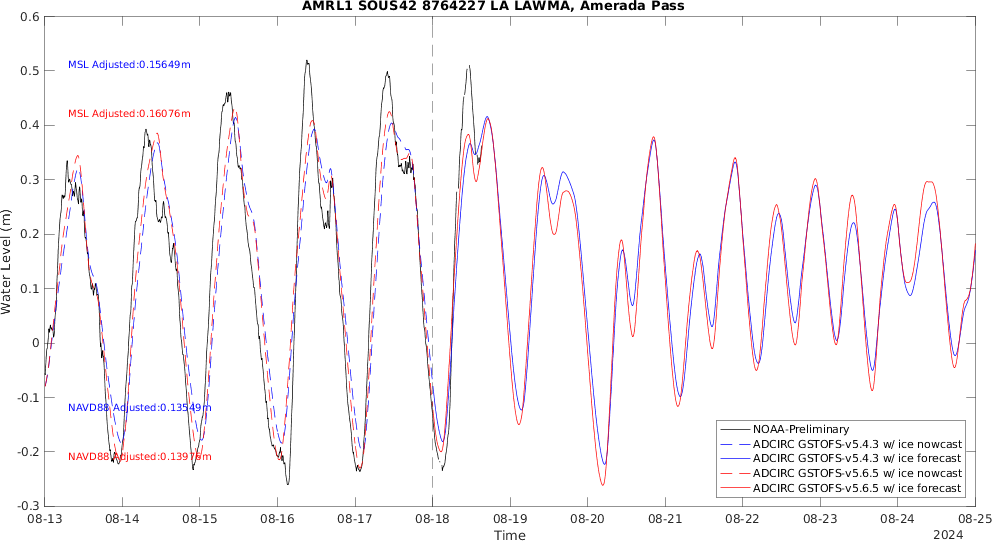 AMRL1 SOUS42 8764227 LA LAWMA, Amerada Pass
0.6
0.5
0.4
0.3
0.2
0.1
0
-0.1
-0.2
-0.3
Water Level (m)
MSL Adjusted:0.15649m
MSL Adjusted:0.16076m
NAVD88 Adjusted:0.13549m
NAVD88 Adjusted:0.13976m
NOAA-Preliminary
ADCIRC GSTOFS-v5.4.3 w/ ice nowcast
ADCIRC GSTOFS-v5.4.3 w/ ice forecast
ADCIRC GSTOFS-v5.6.5 w/ ice nowcast
ADCIRC GSTOFS-v5.6.5 w/ ice forecast
08-13 08-14 08-15 08-16 08-17 08-18 08-19 08-20 08-21 08-22 08-23 08-24 08-25
Time
2024